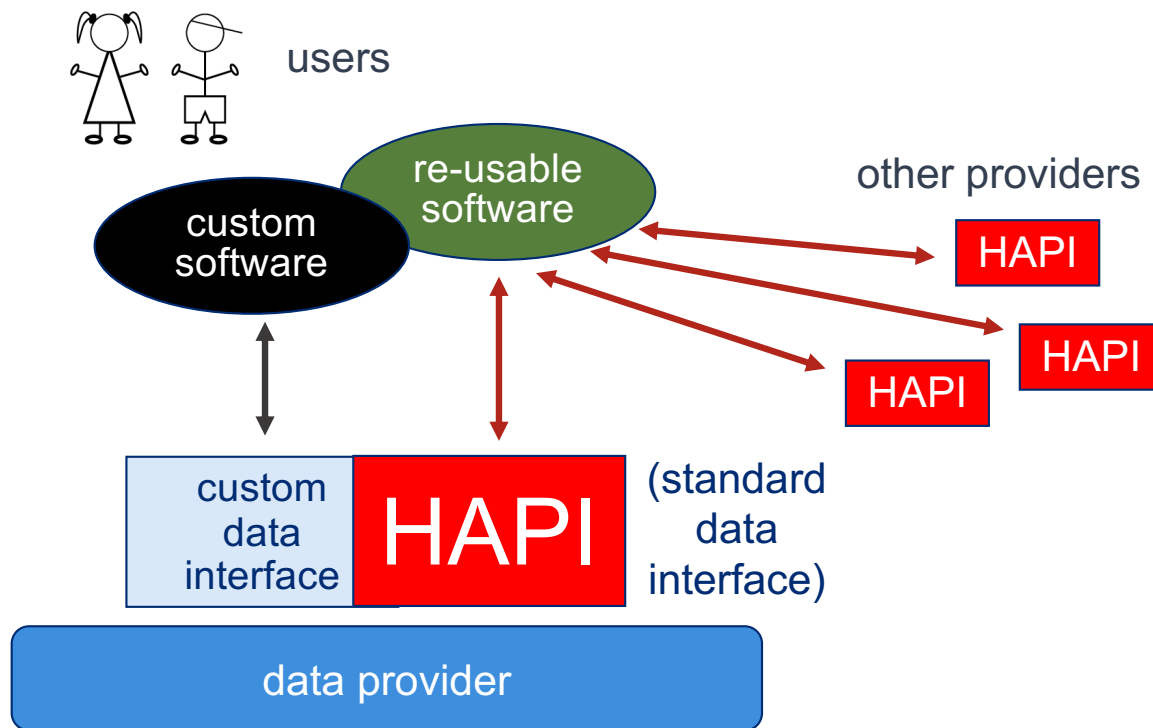 users
re-usable
software
other providers
custom
software
HAPI
HAPI
HAPI
custom
data
interface
HAPI
(standard
data
interface)
data provider